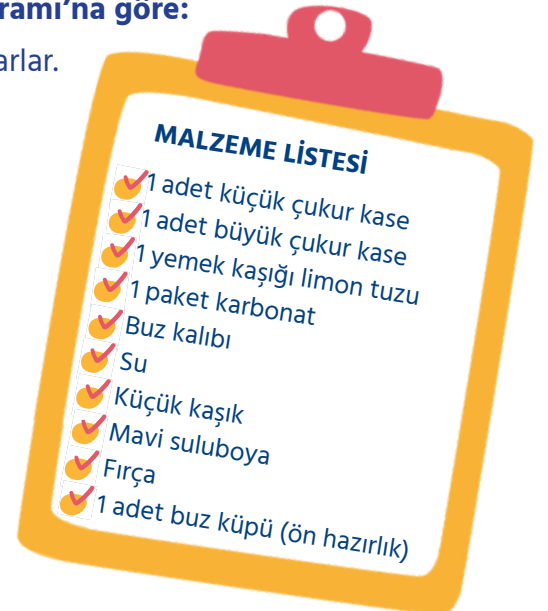 ramı’na göre:
arlar.
MALZEME LİSTESİ
1 adet küçük çukur kase
1 adet büyük çukur kase
1 yemek kaşığı limon tuzu
1 paket karbonat
Buz kalıbı
Su
Küçük kaşık
Mavi suluboya
Fırça
1 adet buz küpü (ön hazırlık)